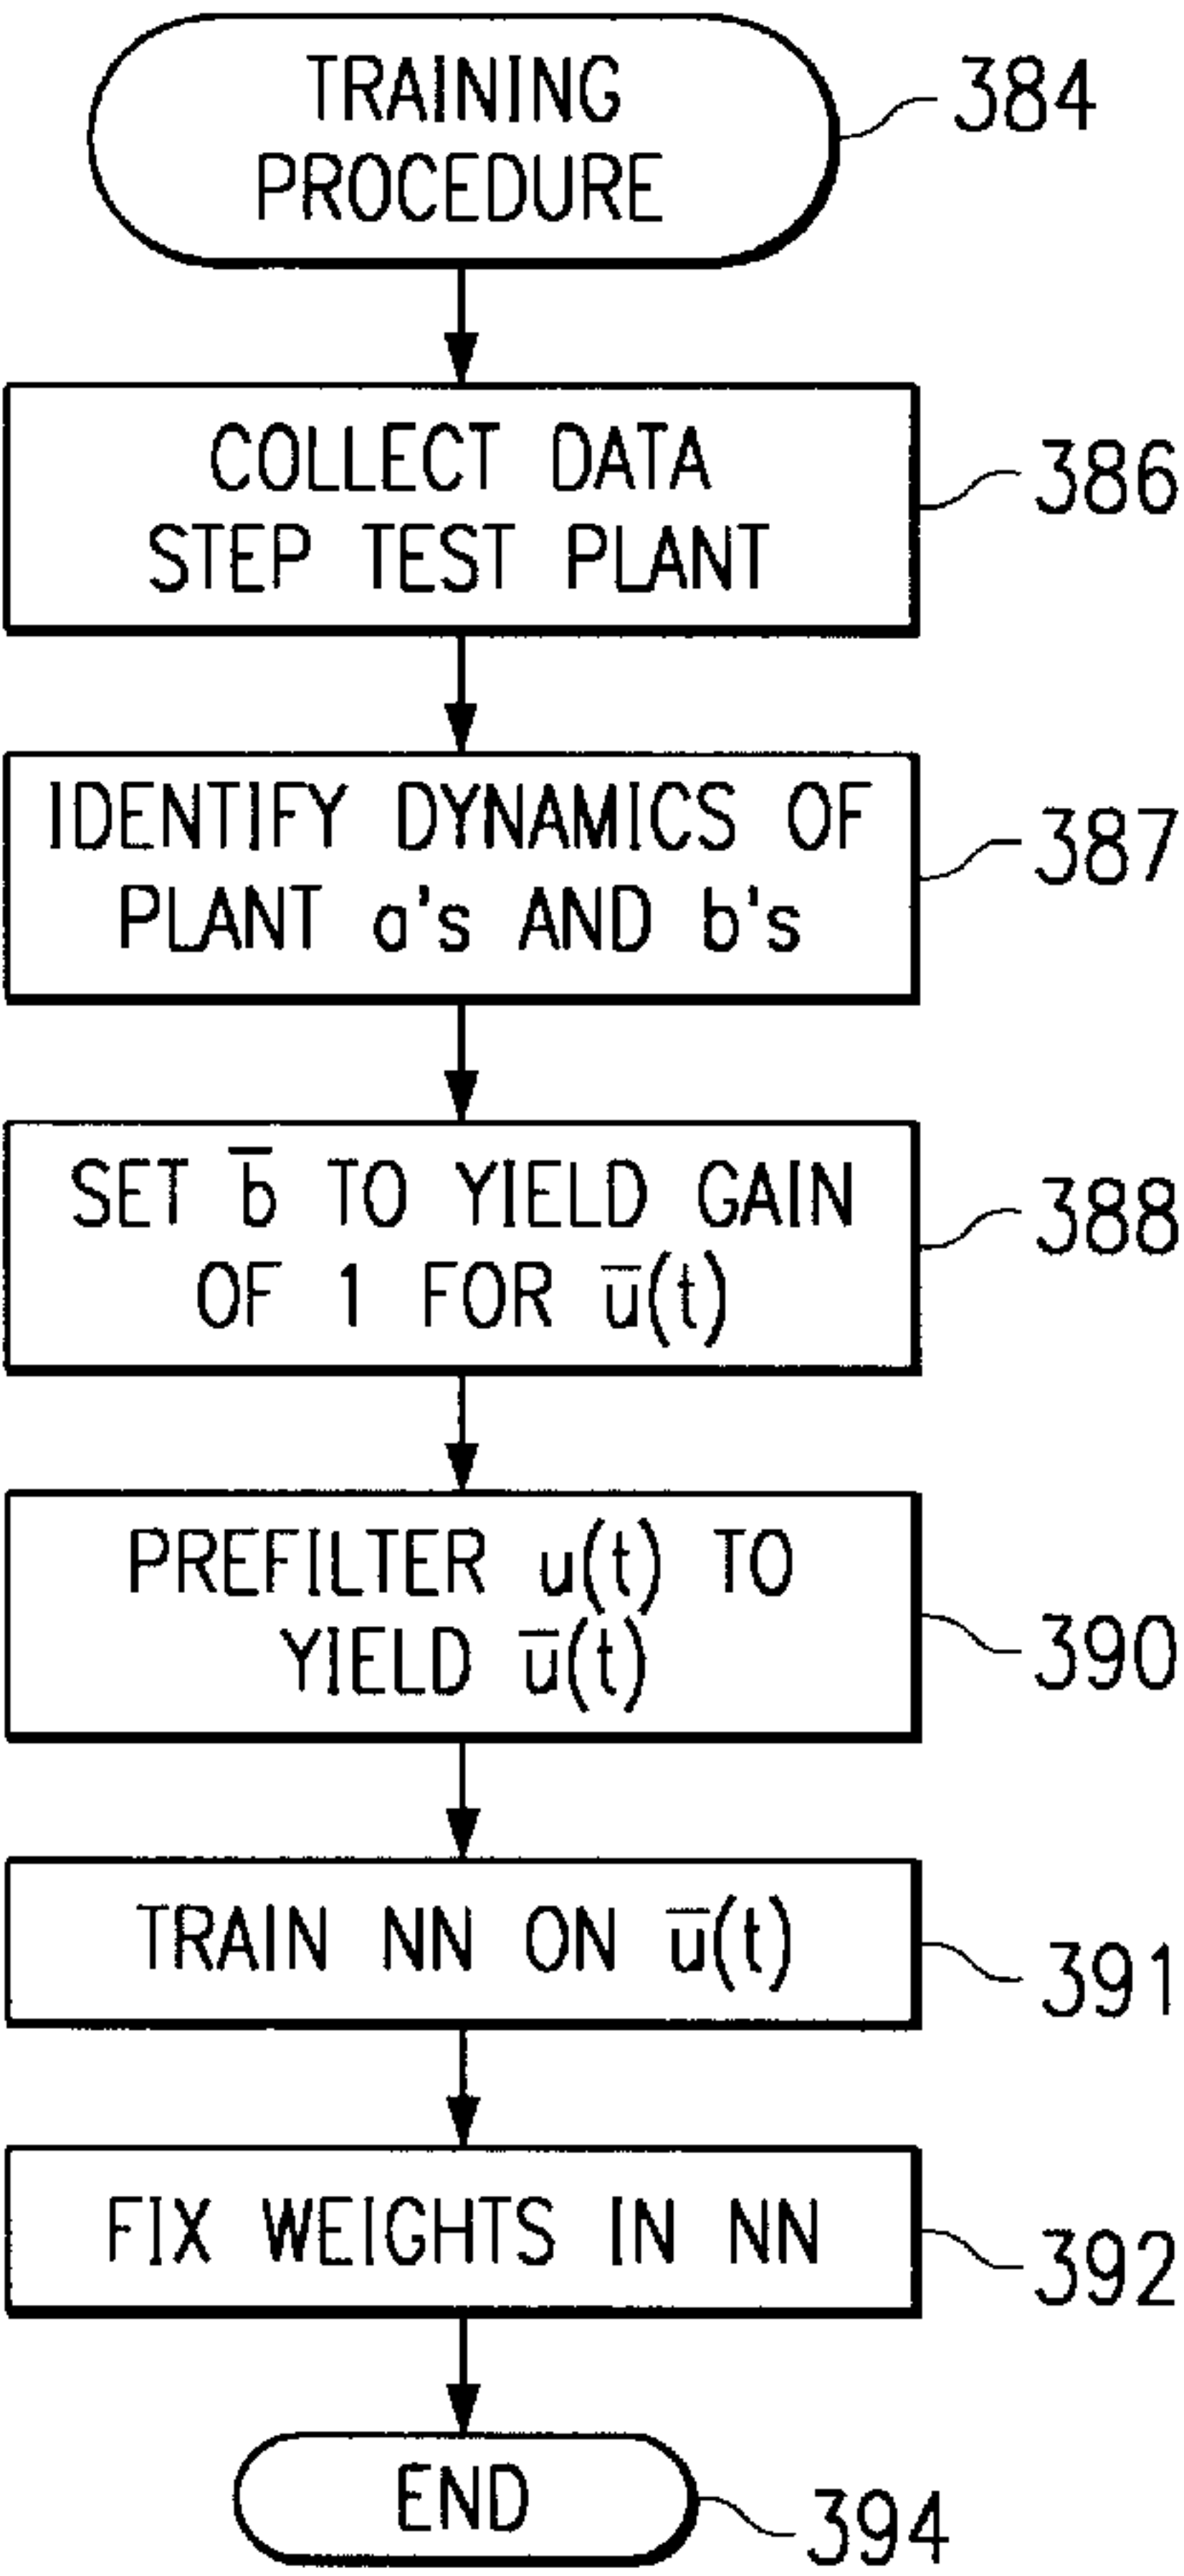 TRAINING
PROCEDURE
384
COLLECT DATA
STEP TEST PLANT
386
IDENTIFY DYNAMICS OF
PLANT a's AND b's
387
SET b̅ TO YIELD GAIN
OF 1 FOR u̅(t)
388
PREFILTER u(t) TO
YIELD u̅(t)
390
TRAIN NN ON u̅(t)
391
FIX WEIGHTS IN NN
392
END
394